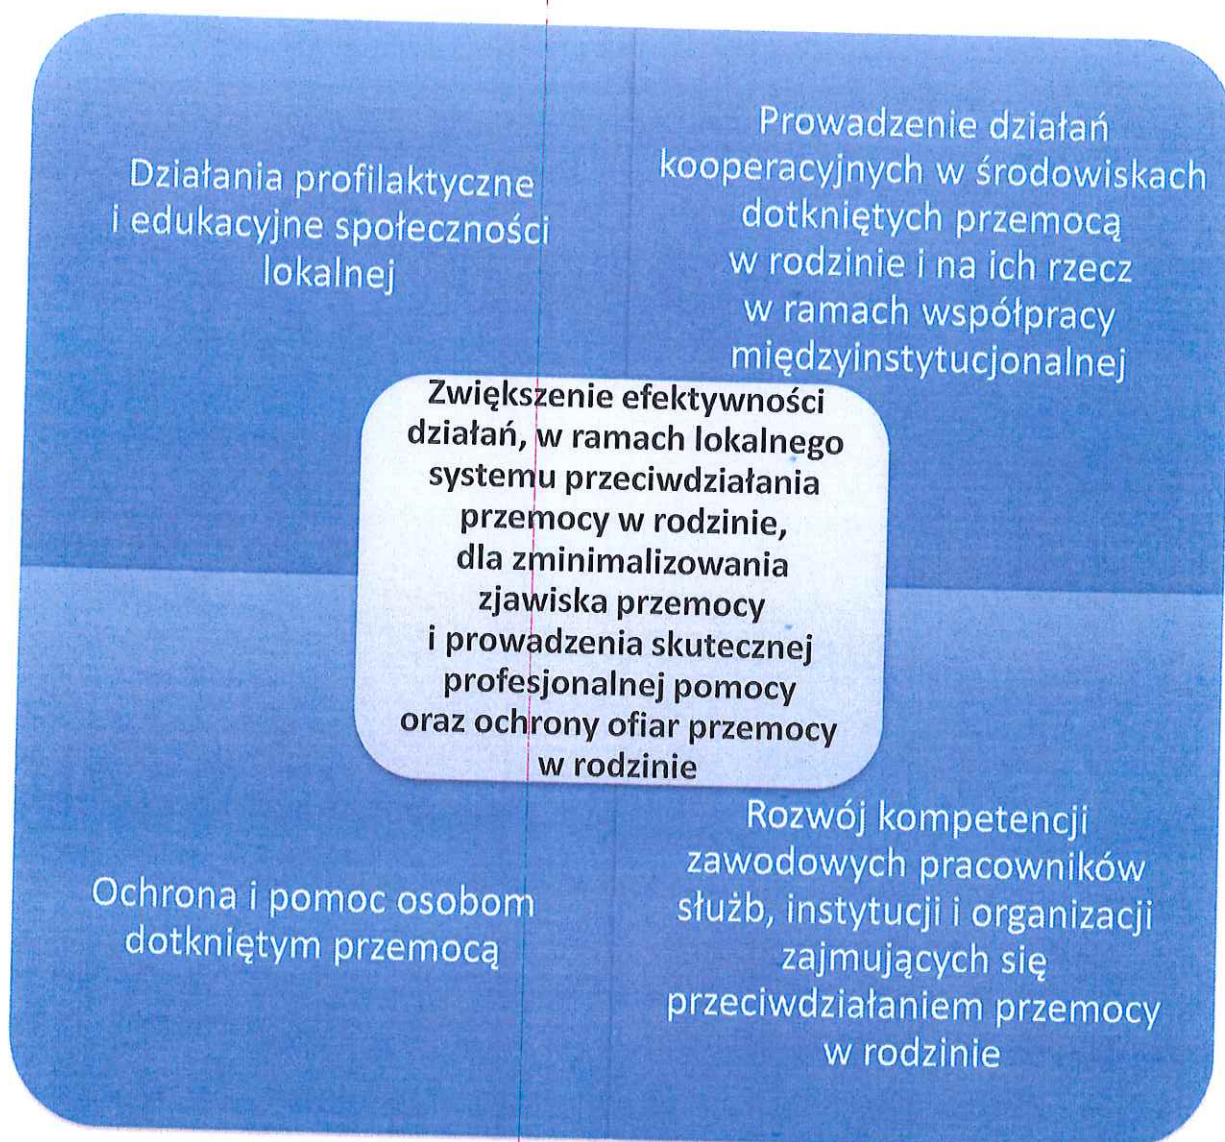 Działania profilaktyczne
i edukacyjne społeczności
lokalnej
Prowadzenie działań
kooperacyjnych w środowiskach
dotkniętych przemocą
w rodzinie i na ich rzecz
w ramach współpracy
międzyinstytucjonalnej
Zwiększenie efektywności
działań, w ramach lokalnego
systemu przeciwdziałania
przemocy w rodzinie,
dla zminimalizowania
zjawiska przemocy
i prowadzenia skutecznej
profesjonalnej pomocy
oraz ochrony ofiar przemocy
w rodzinie
Ochrona i pomoc osobom
dotkniętym przemocą
Rozwój kompetencji
zawodowych pracowników
służb, instytucji i organizacji
zajmujących się
przeciwdziałaniem przemocy
w rodzinie